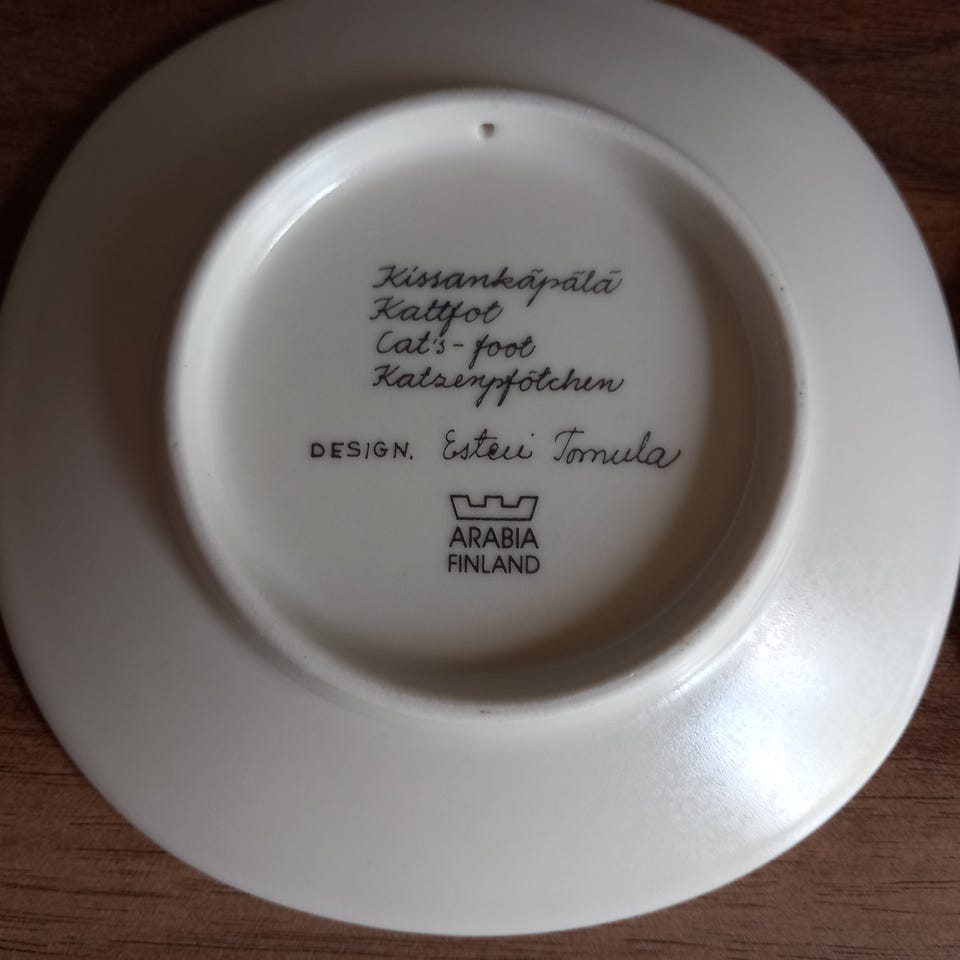 Kissankäpälä
Kattfot
Cat's-foot
Katzenpfötchen
DESIGN. Esteri Tomula
ARABIA
FINLAND